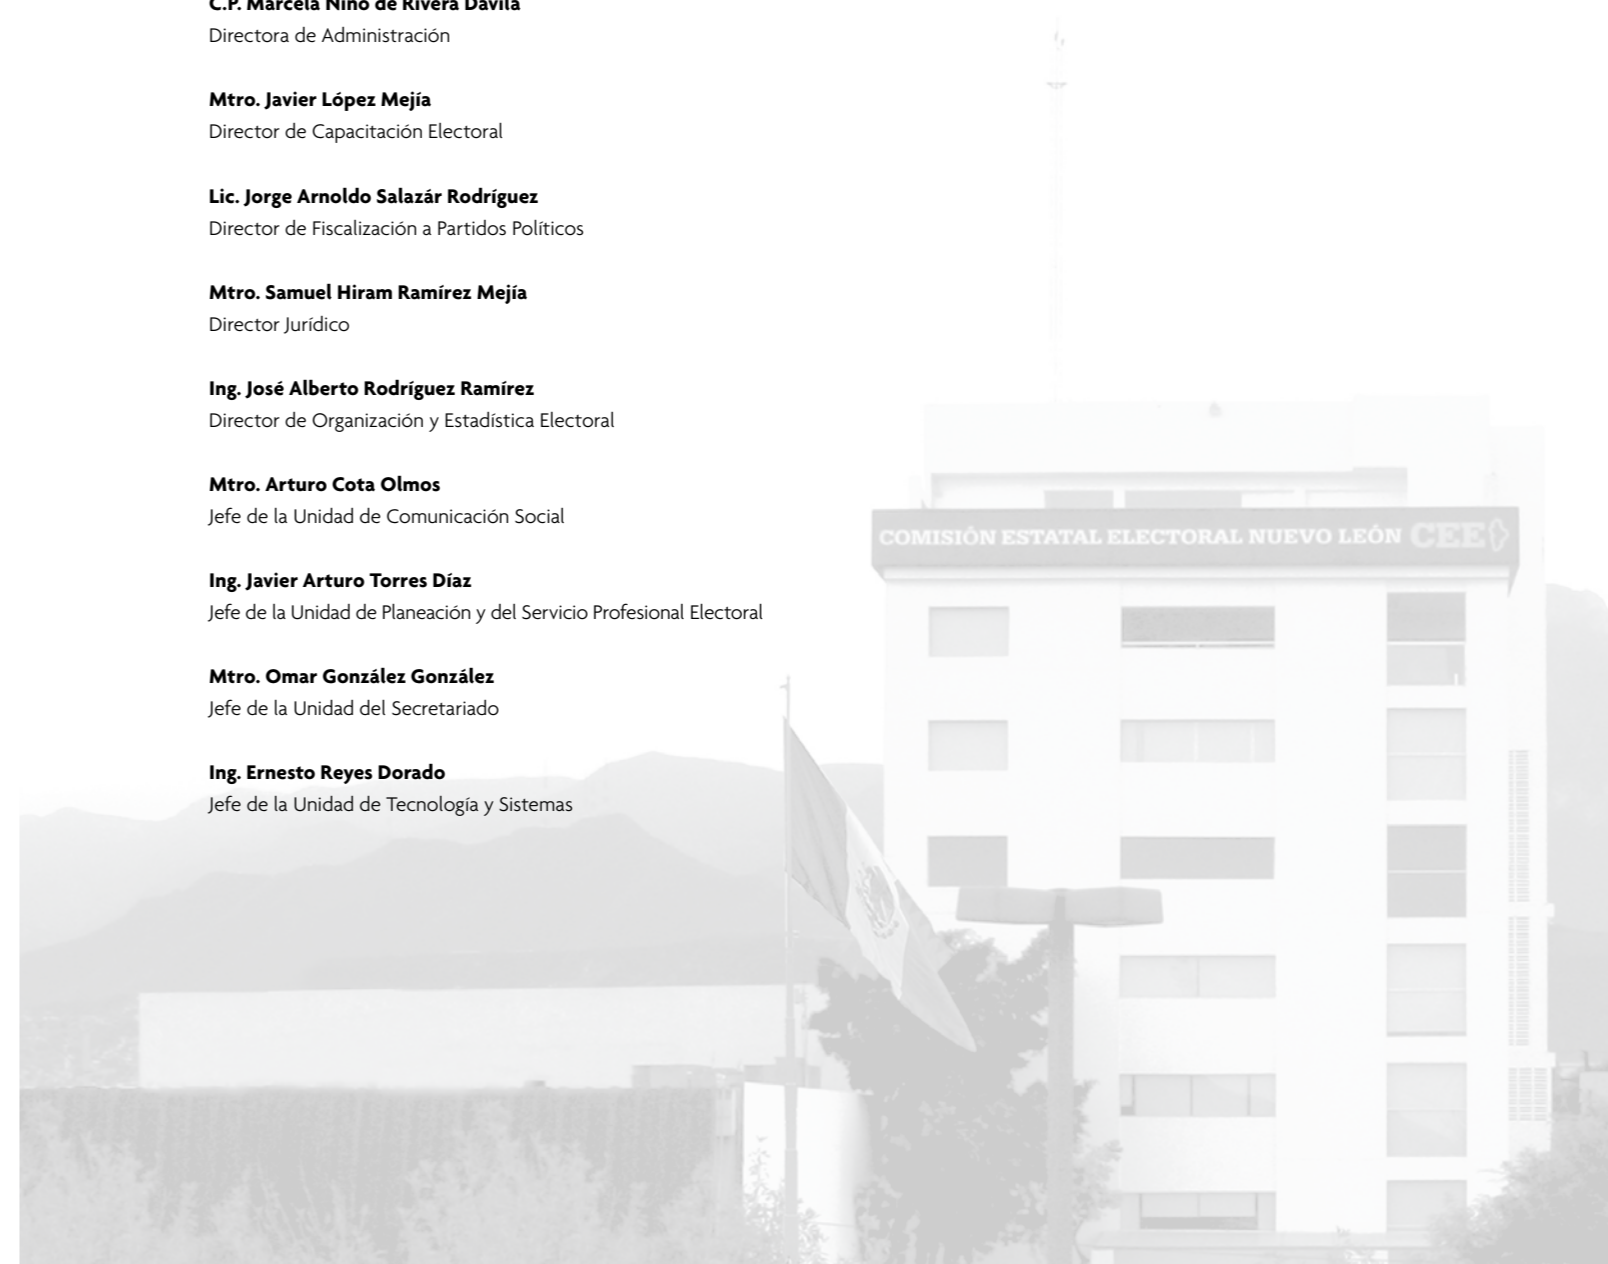 C.P. Marcela Niño de Rivera Dávila
Directora de Administración
Mtro. Javier López Mejía
Director de Capacitación Electoral
Lic. Jorge Arnoldo Salazár Rodríguez
Director de Fiscalización a Partidos Políticos
Mtro. Samuel Hiram Ramírez Mejía
Director Jurídico
Ing. José Alberto Rodríguez Ramírez
Director de Organización y Estadística Electoral
Mtro. Arturo Cota Olmos
Jefe de la Unidad de Comunicación Social
Ing. Javier Arturo Torres Díaz
Jefe de la Unidad de Planeación y del Servicio Profesional Electoral
Mtro. Omar González González
Jefe de la Unidad del Secretariado
Ing. Ernesto Reyes Dorado
Jefe de la Unidad de Tecnología y Sistemas
COMISIÓN ESTATAL ELECTORAL NUEVO LEÓN CEE